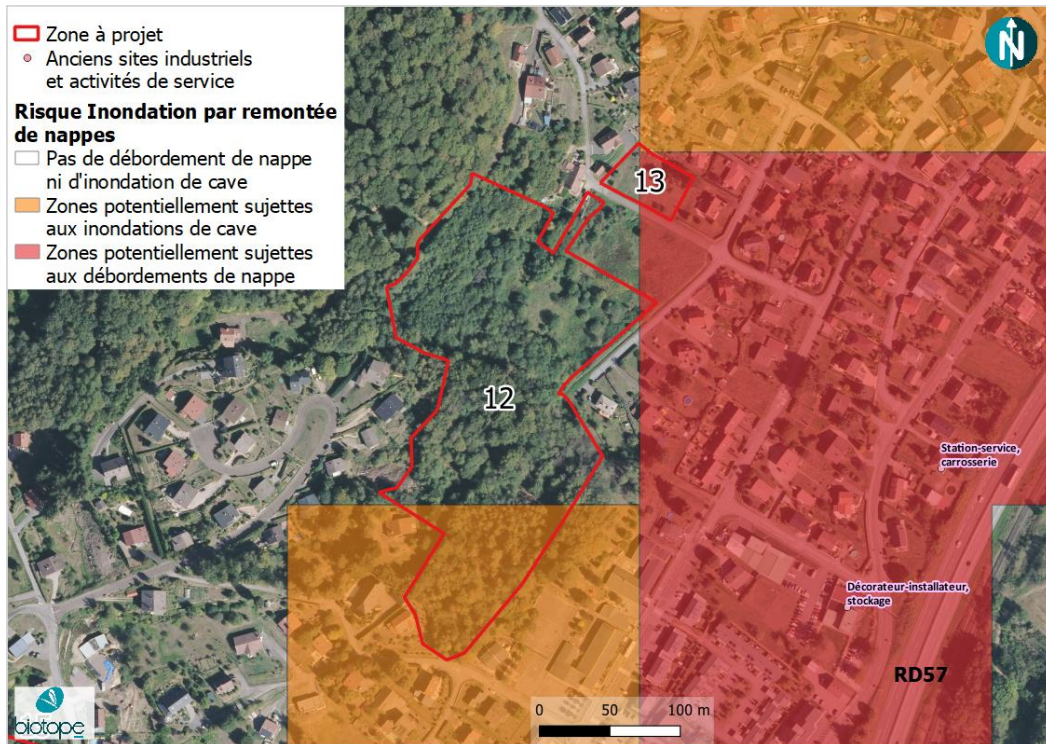 Zone à projet
Anciens sites industriels
et activités de service
Risque Inondation par remontée
de nappes
Pas de débordement de nappe
ni d'inondation de cave
Zones potentiellement sujettes
aux inondations de cave
Zones potentiellement sujettes
aux débordements de nappe
N
13
12
Station-service,
carrosserie
Décorateur-installateur,
stockage
RD57
0 50 100 m
biotope